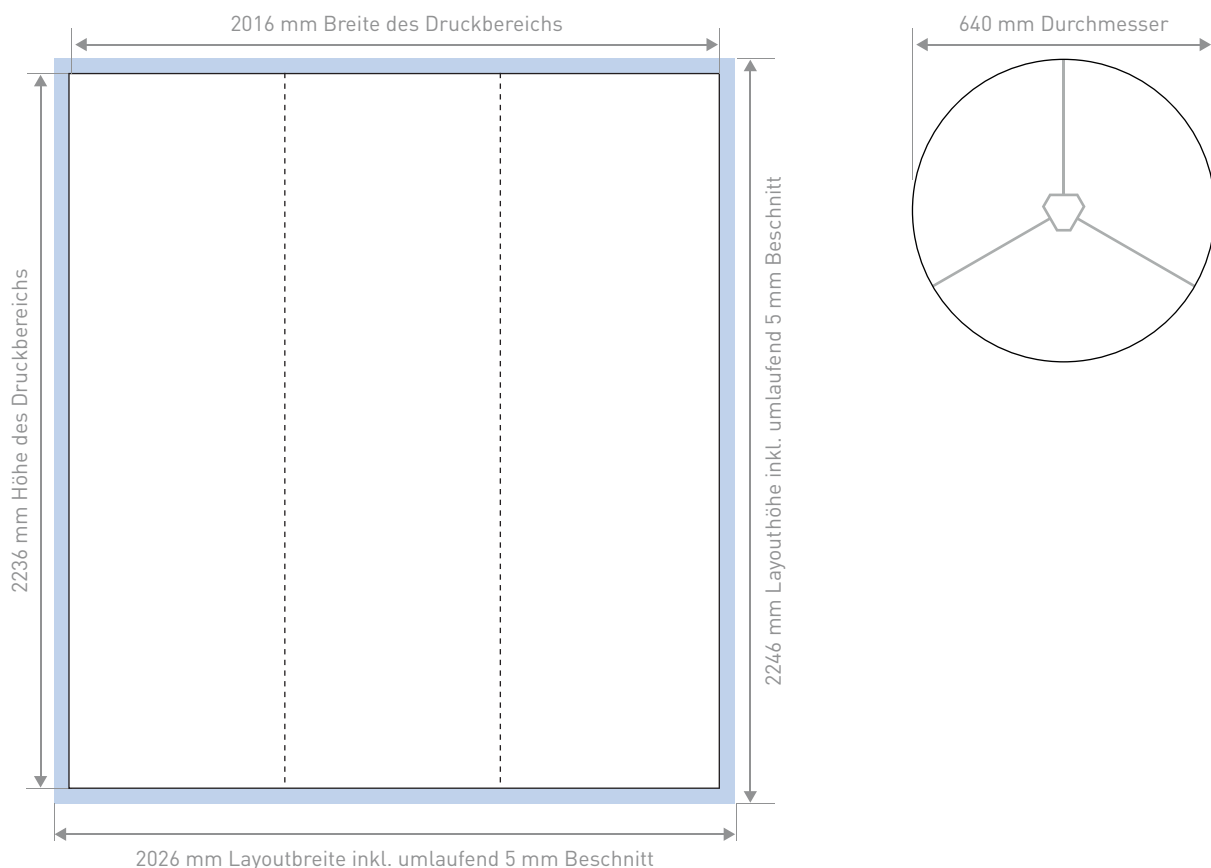 2016 mm Breite des Druckbereichs
640 mm Durchmesser
2236 mm Höhe des Druckbereichs
2246 mm Layouthöhe inkl. umlaufend 5 mm Beschnitt
2026 mm Layoutbreite inkl. umlaufend 5 mm Beschnitt